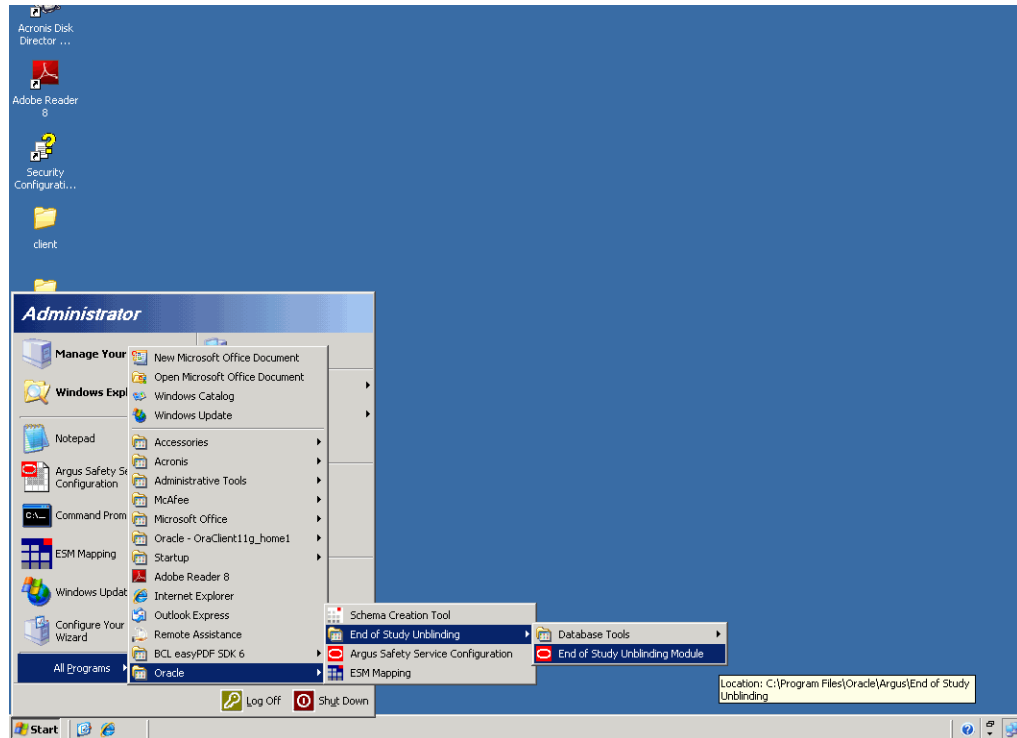 Acronis Disk
Director ...
Adobe Reader
8
Security
Configurati...
client
Administrator
Manage Your
Windows Expl
Notepad
Argus Safety Se
Configuration
Command Prom
ESM Mapping
Windows Updat
Configure Your
Wizard
All Programs
New Microsoft Office Document
Open Microsoft Office Document
Windows Catalog
Windows Update
Accessories
Acronis
Administrative Tools
McAfee
Microsoft Office
Oracle - OraClient11g_home1
Startup
Adobe Reader 8
Internet Explorer
Outlook Express
Remote Assistance
BCL easyPDF SDK 6
Oracle
Schema Creation Tool
End of Study Unblinding
Argus Safety Service Configuration
ESM Mapping
Database Tools
End of Study Unblinding Module
Location: C:\Program Files\Oracle\Argus\End of Study
Unblinding
Log Off
Shut Down
Start